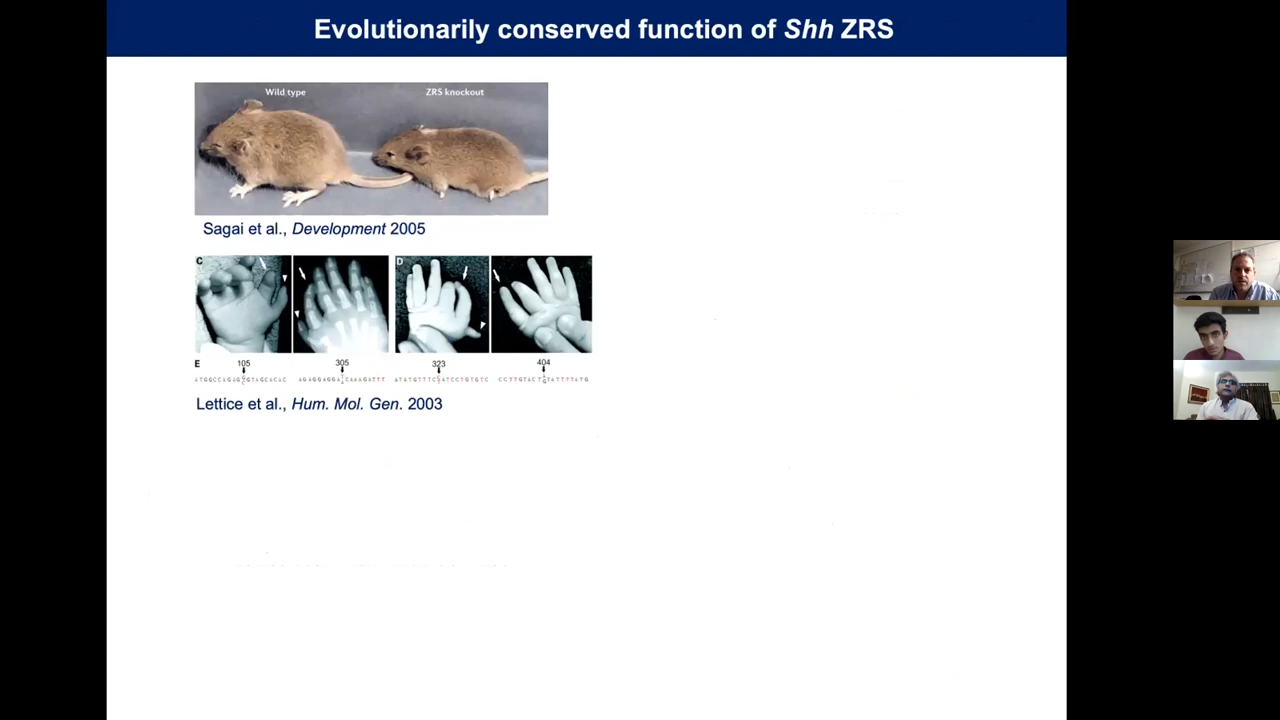 Evolutionarily conserved function of Shh ZRS
Wild type
ZRS knockout
Sagai et al., Development 2005
C
D
E
105
305
323
404
Lettice et al., Hum. Mol. Gen. 2003